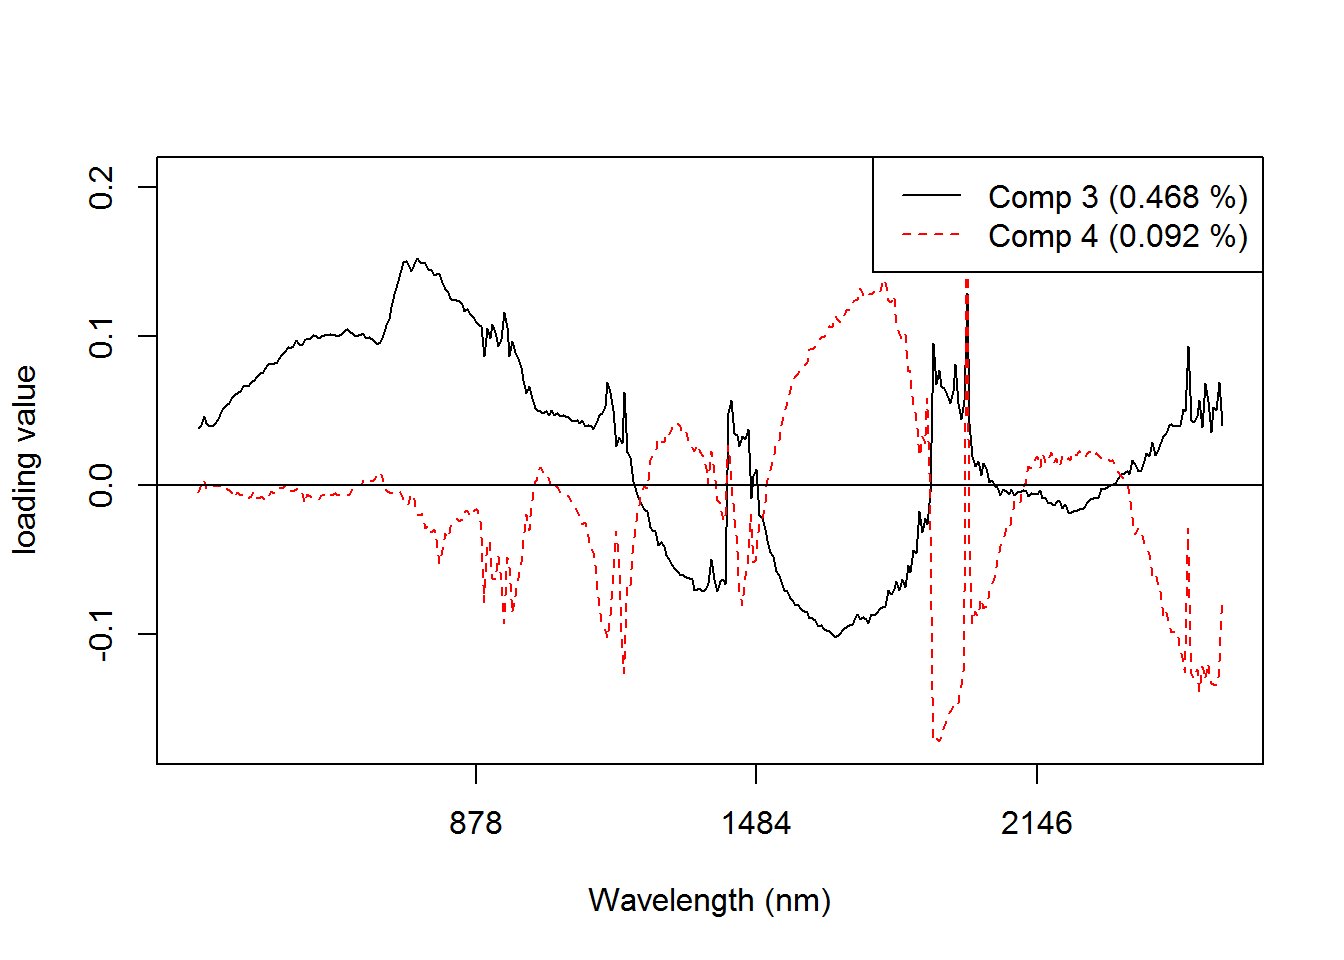 Comp 3 (0.468 %)
Comp 4 (0.092 %)
loading value
0.2
0.1
0.0
-0.1
878
1484
2146
Wavelength (nm)